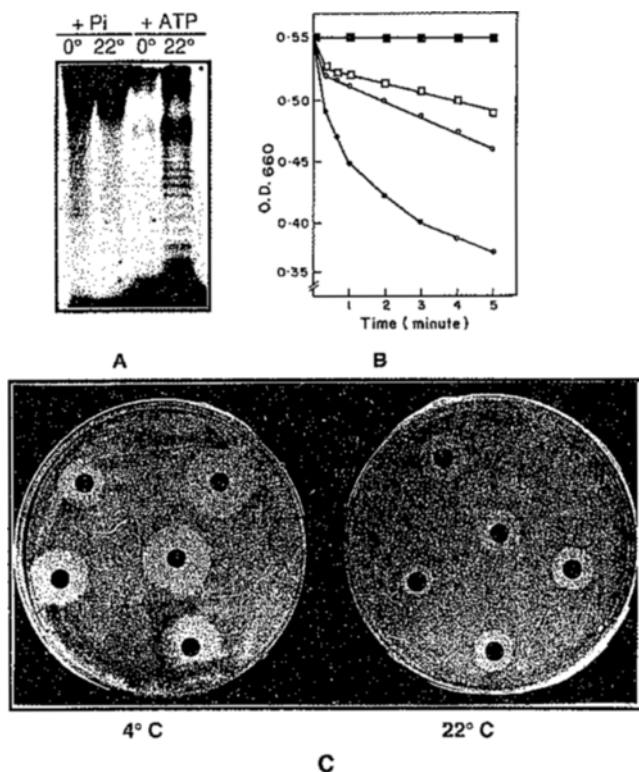 + Pi + ATP
0° 22° 0° 22°
A
0·55
0·50
0·45
0·40
0·35
O.D. 660
1 2 3 4 5
Time (minute)
B
4° C
22° C
C